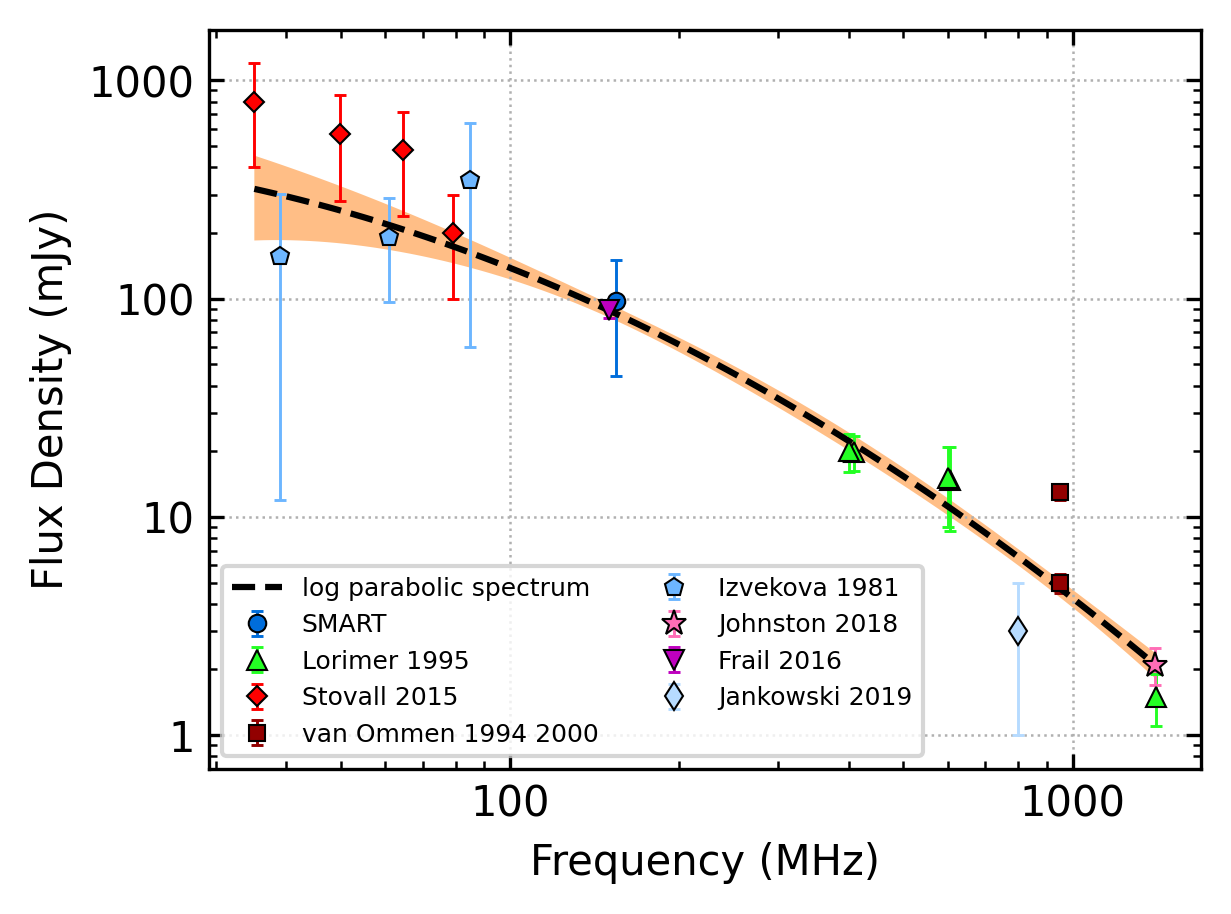 Flux Density (mJy)
1000
100
10
1
log parabolic spectrum
SMART
Lorimer 1995
Stovall 2015
van Ommen 1994 2000
Izvekova 1981
Johnston 2018
Frail 2016
Jankowski 2019
100
1000
Frequency (MHz)